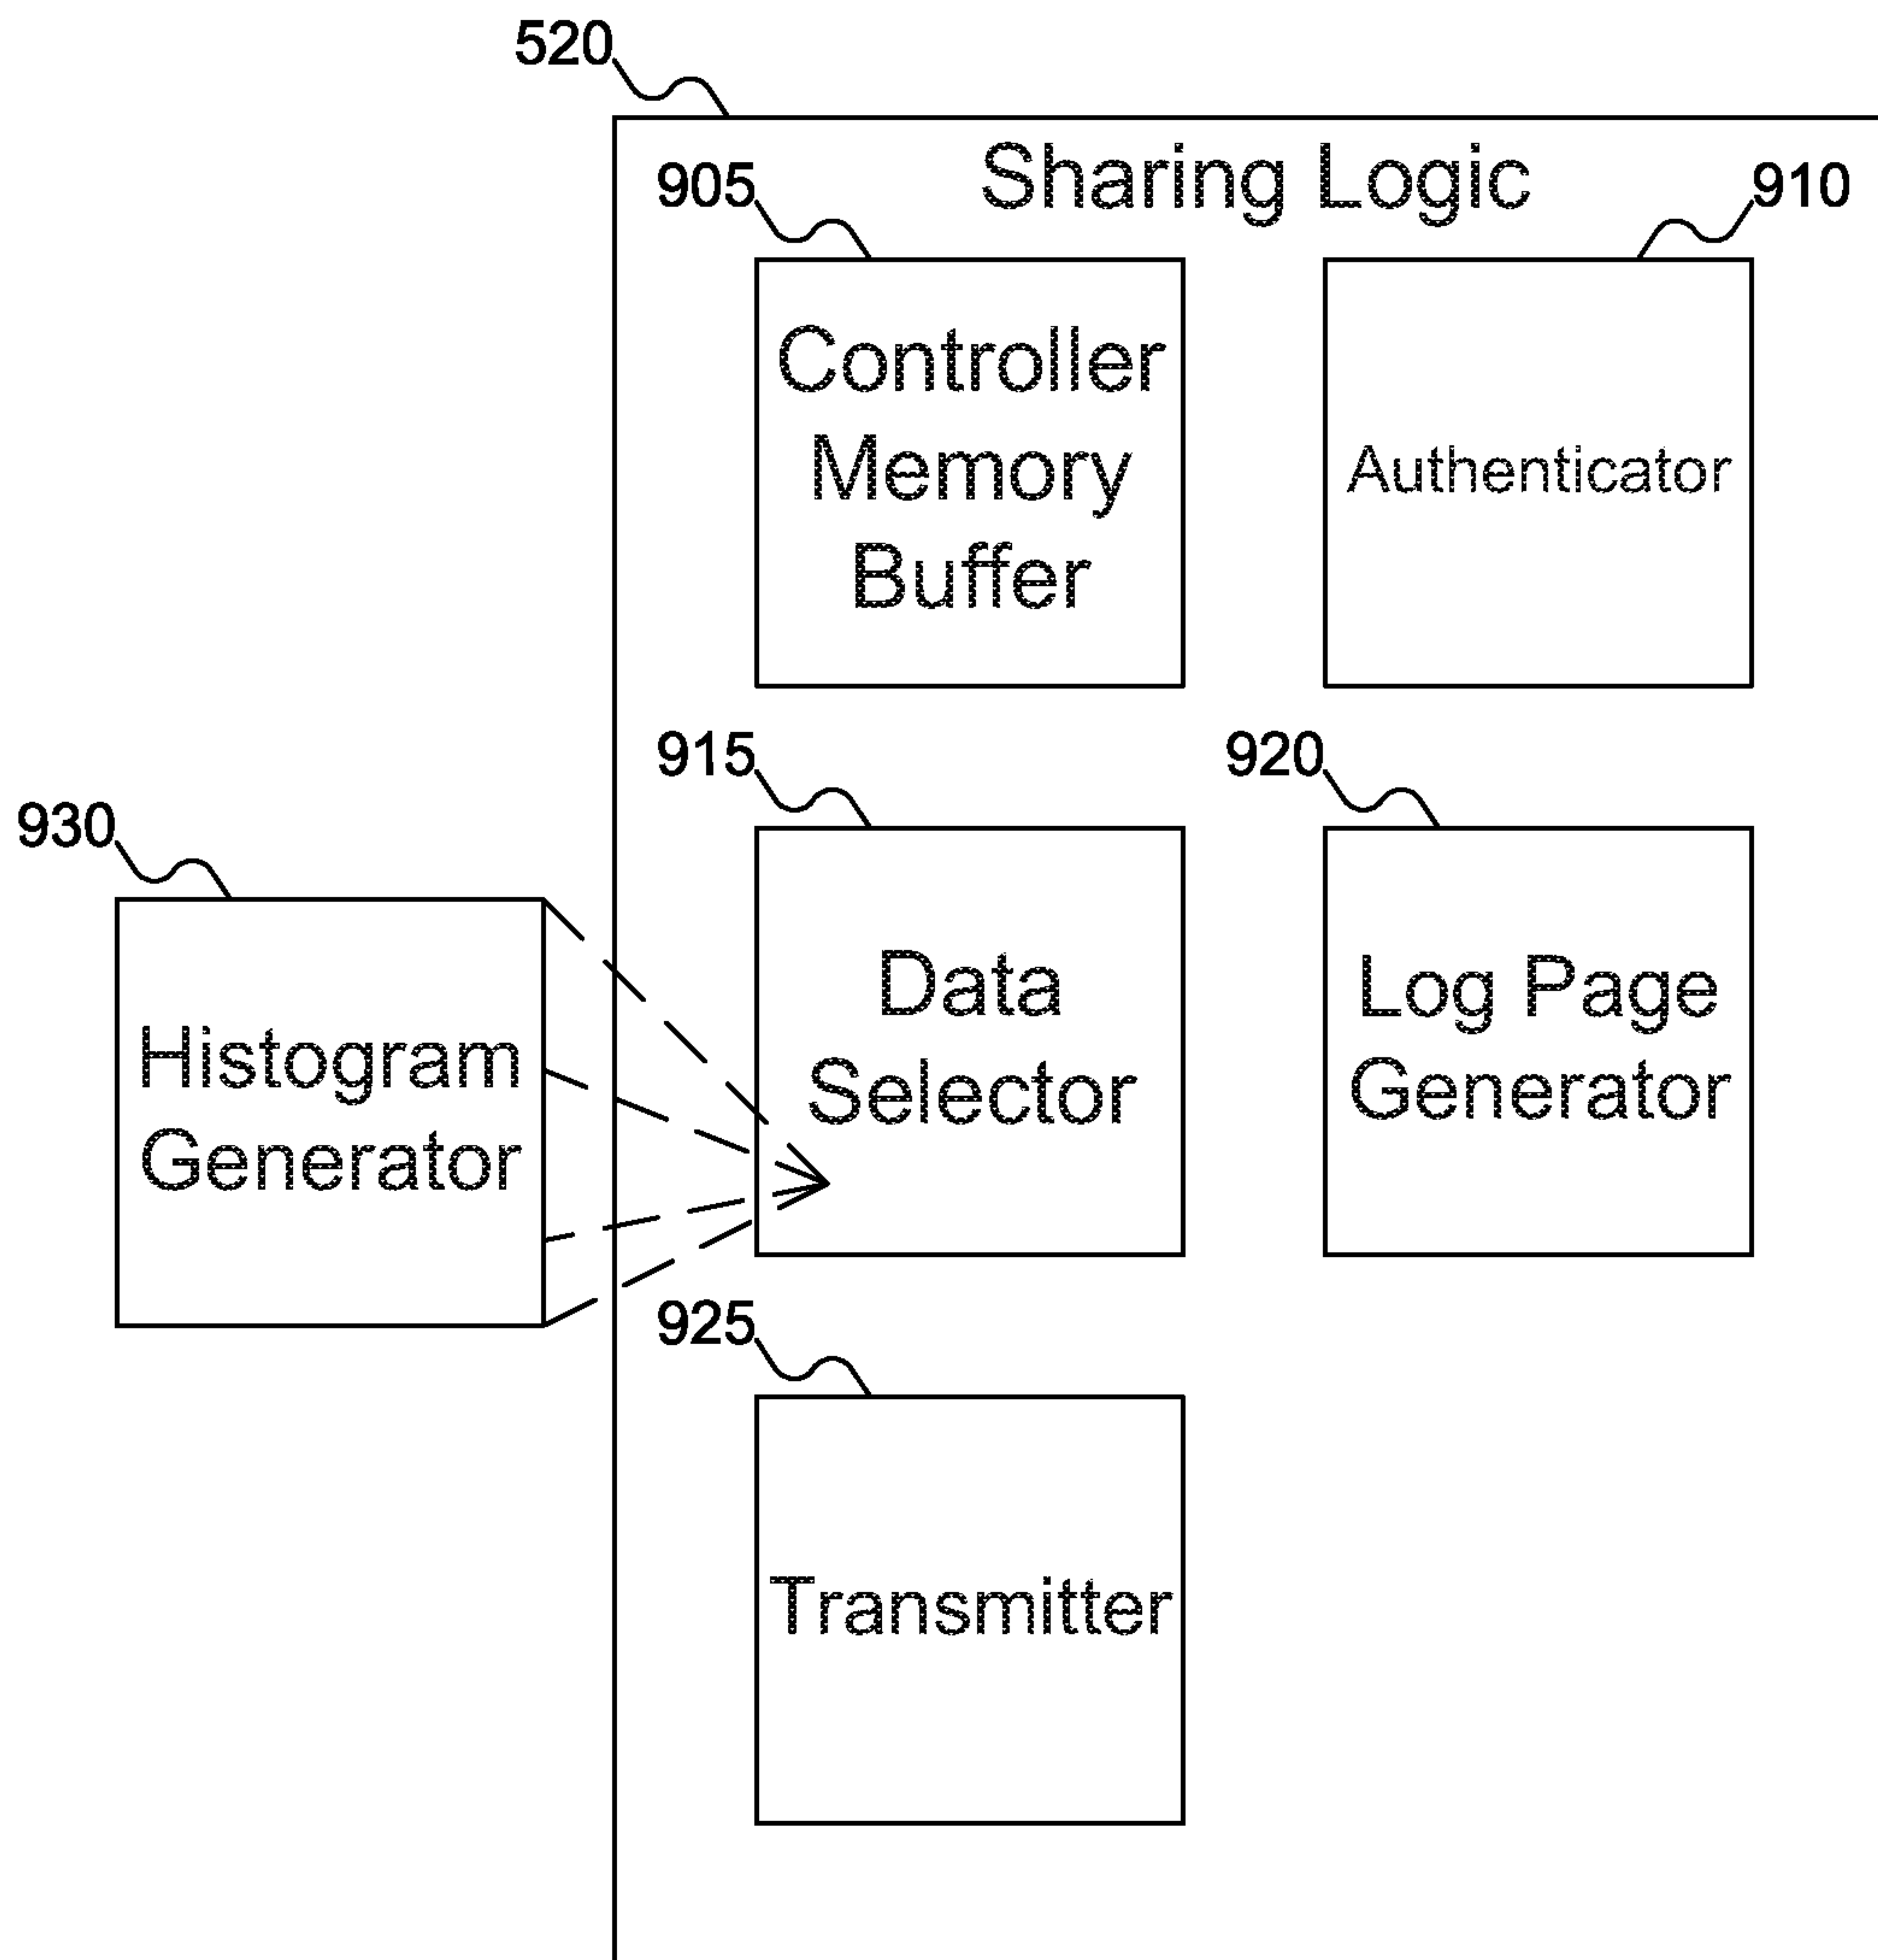 520
Sharing Logic
905
910
Controller
Memory
Buffer
Authenticator
915
920
930
Data
Selector
Log Page
Generator
Histogram
Generator
925
Transmitter